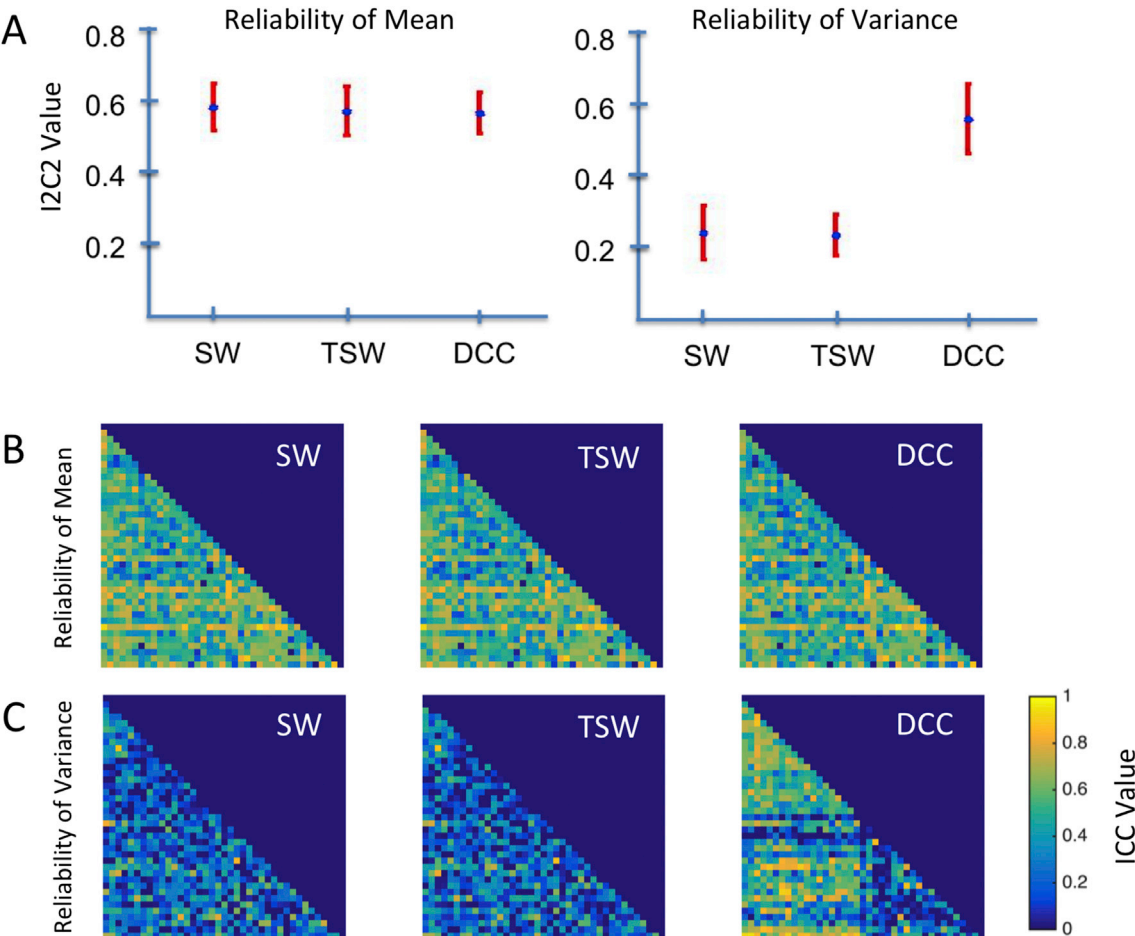 A
Reliability of Mean
Reliability of Variance
I2C2 Value
0.8
0.6
0.4
0.2
SW TSW DCC
0.8
0.6
0.4
0.2
SW TSW DCC
B
Reliability of Mean
SW
TSW
DCC
C
Reliability of Variance
SW
TSW
DCC
1
0.8
0.6
0.4
0.2
0
ICC Value